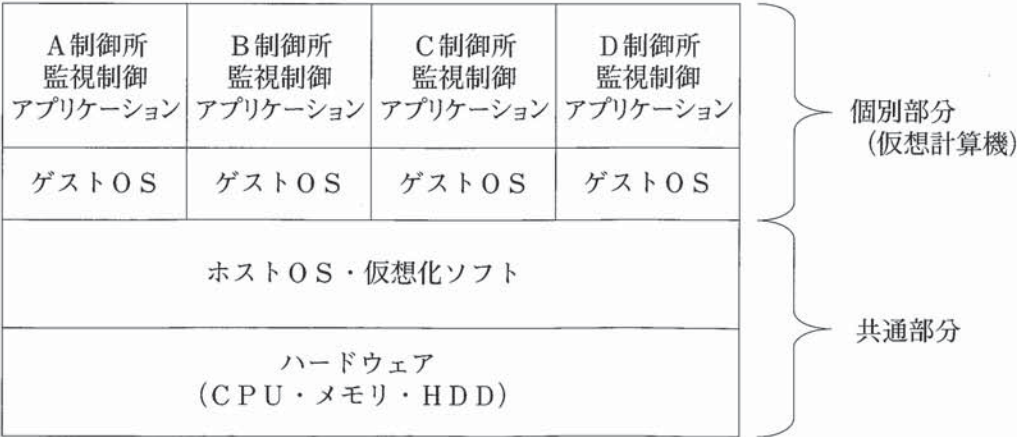 A制御所
監視制御
アプリケーション
B制御所
監視制御
アプリケーション
C制御所
監視制御
アプリケーション
D制御所
監視制御
アプリケーション
個別部分
(仮想計算機)
ゲストOS
ゲストOS
ゲストOS
ゲストOS
ホストOS・仮想化ソフト
共通部分
ハードウェア
(CPU・メモリ・HDD)